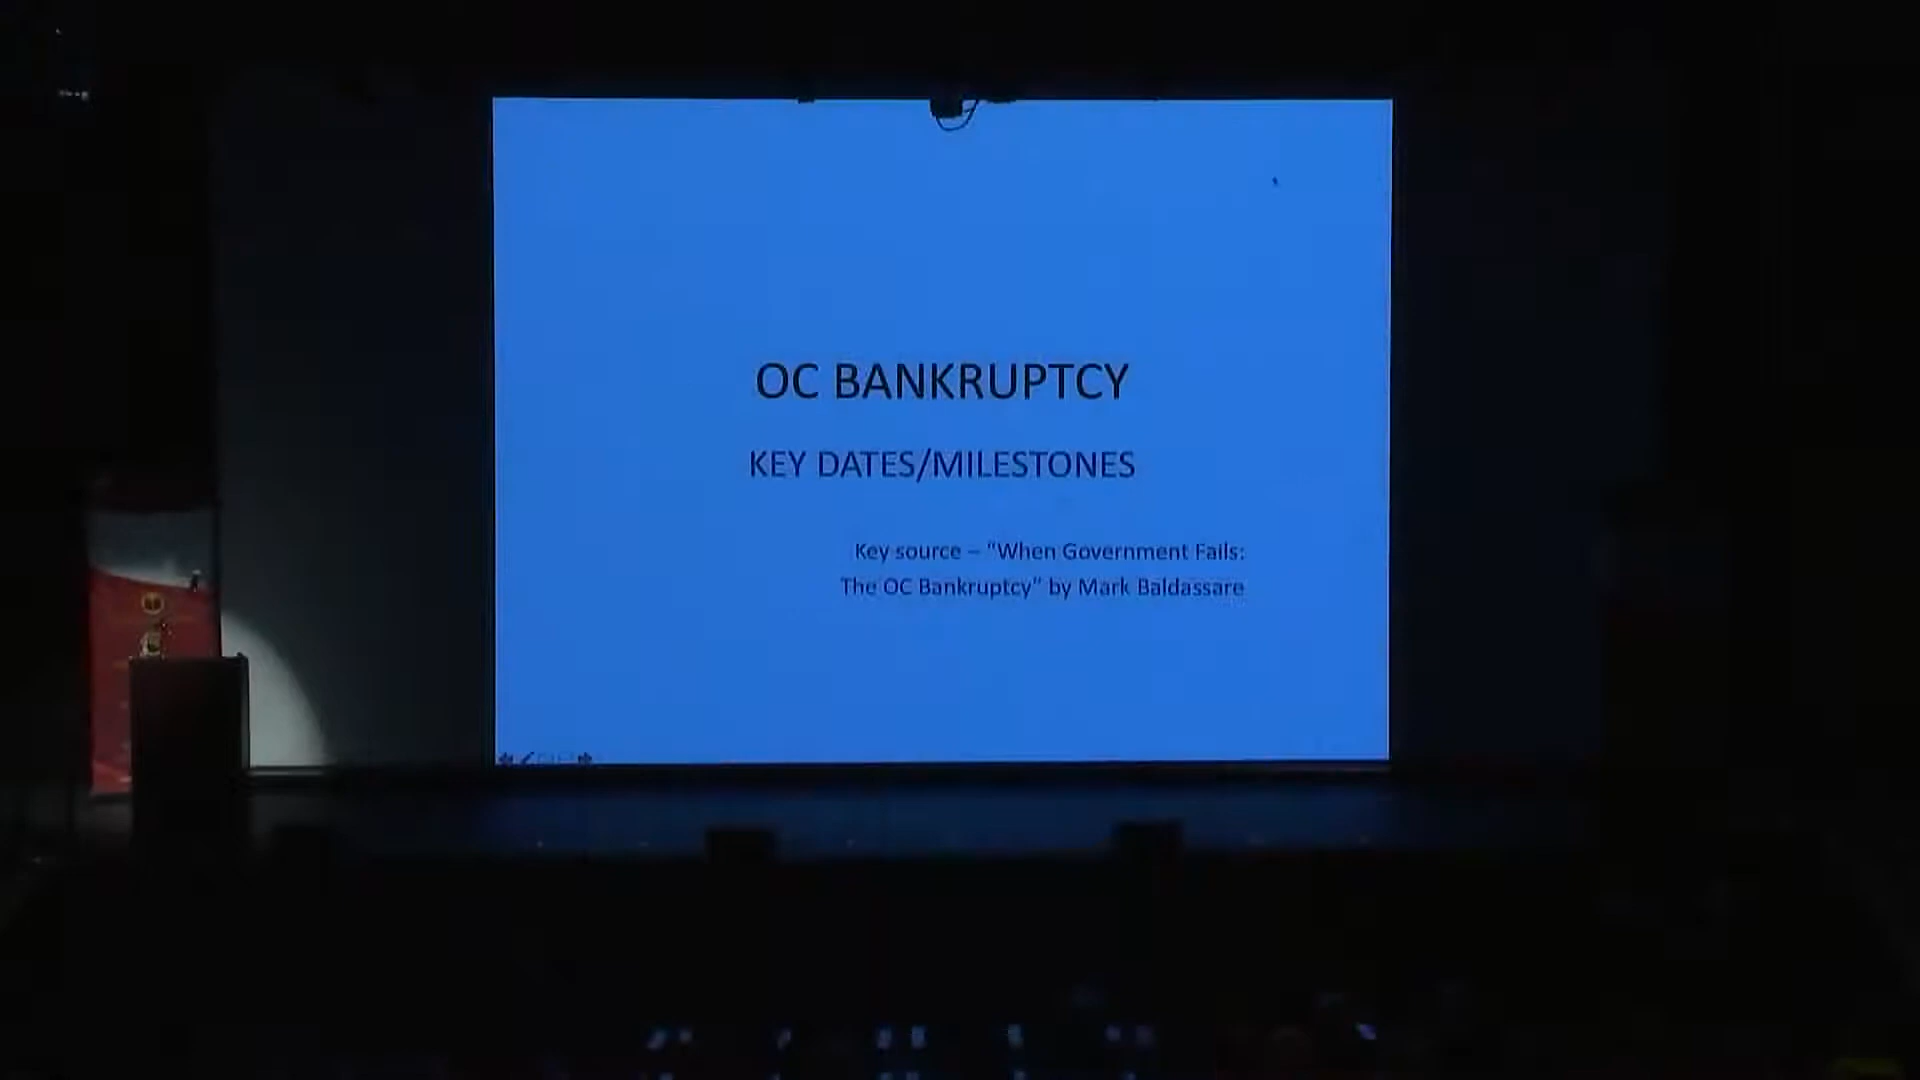 OC BANKRUPTCY
KEY DATES/MILESTONES
Key source – “When Government Fails:
The OC Bankruptcy” by Mark Baldassare